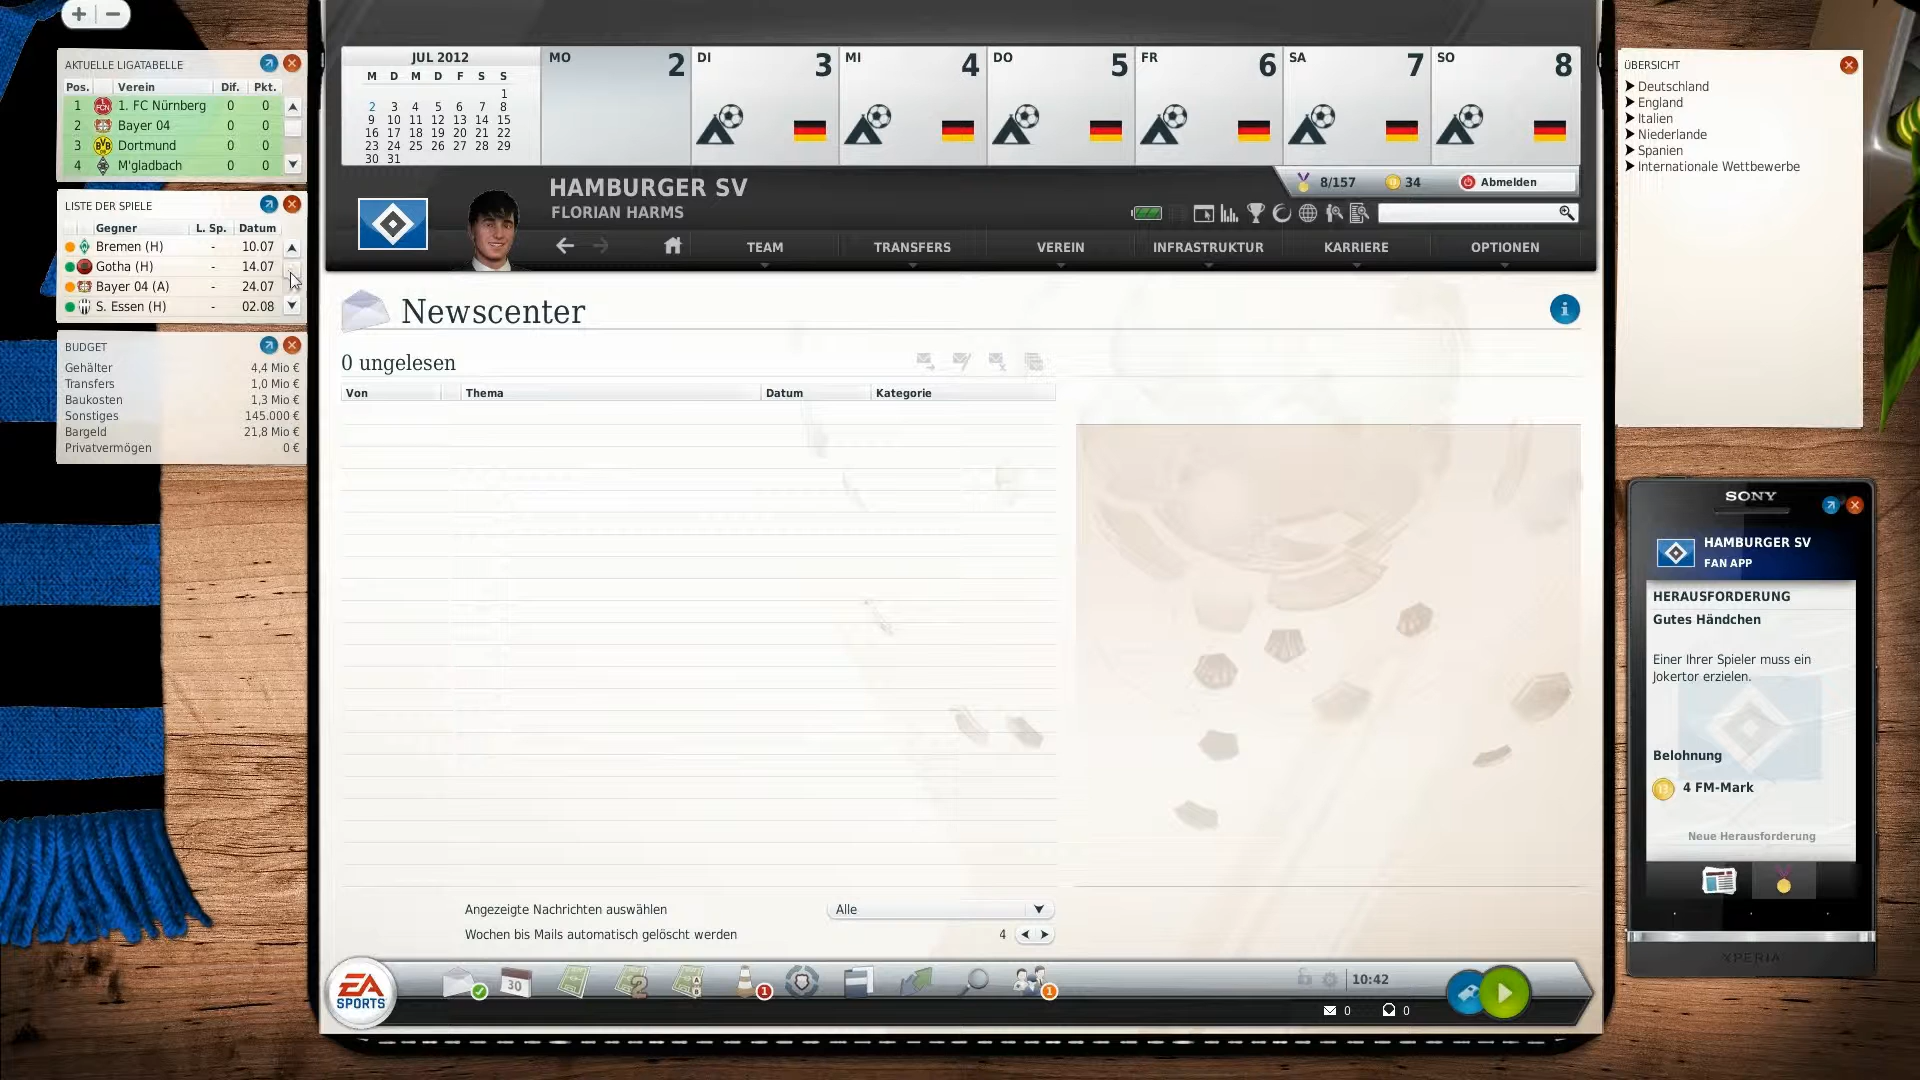 + −
AKTUELLE LIGATABELLE
Pos. Verein Dif. Pkt.
1 1. FC Nürnberg 0 0
2 Bayer 04 0 0
3 Dortmund 0 0
4 M'gladbach 0 0
LISTE DER SPIELE
Gegner L. Sp. Datum
Bremen (H) - 10.07
Gotha (H) - 14.07
Bayer 04 (A) - 24.07
S. Essen (H) - 02.08
BUDGET
Gehälter 4,4 Mio €
Transfers 1,0 Mio €
Baukosten 1,3 Mio €
Sonstiges 145.000 €
Bargeld 21,8 Mio €
Privatvermögen 0 €
JUL 2012
M D M D F S S
1
2 3 4 5 6 7 8
9 10 11 12 13 14 15
16 17 18 19 20 21 22
23 24 25 26 27 28 29
30 31
MO 2 DI 3 MI 4 DO 5 FR 6 SA 7 SO 8
8/157 34 Abmelden
HAMBURGER SV
FLORIAN HARMS
TEAM TRANSFERS VEREIN INFRASTRUKTUR KARRIERE OPTIONEN
Newscenter
0 ungelesen
Von Thema Datum Kategorie
Angezeigte Nachrichten auswählen Alle
Wochen bis Mails automatisch gelöscht werden 4
EA
SPORTS
30 2 1 1
10:42
0 0
ÜBERSICHT
Deutschland
England
Italien
Niederlande
Spanien
Internationale Wettbewerbe
SONY
HAMBURGER SV
FAN APP
HERAUSFORDERUNG
Gutes Händchen
Einer Ihrer Spieler muss ein
Jokertor erzielen.
Belohnung
4 FM-Mark
Neue Herausforderung
XPERIA